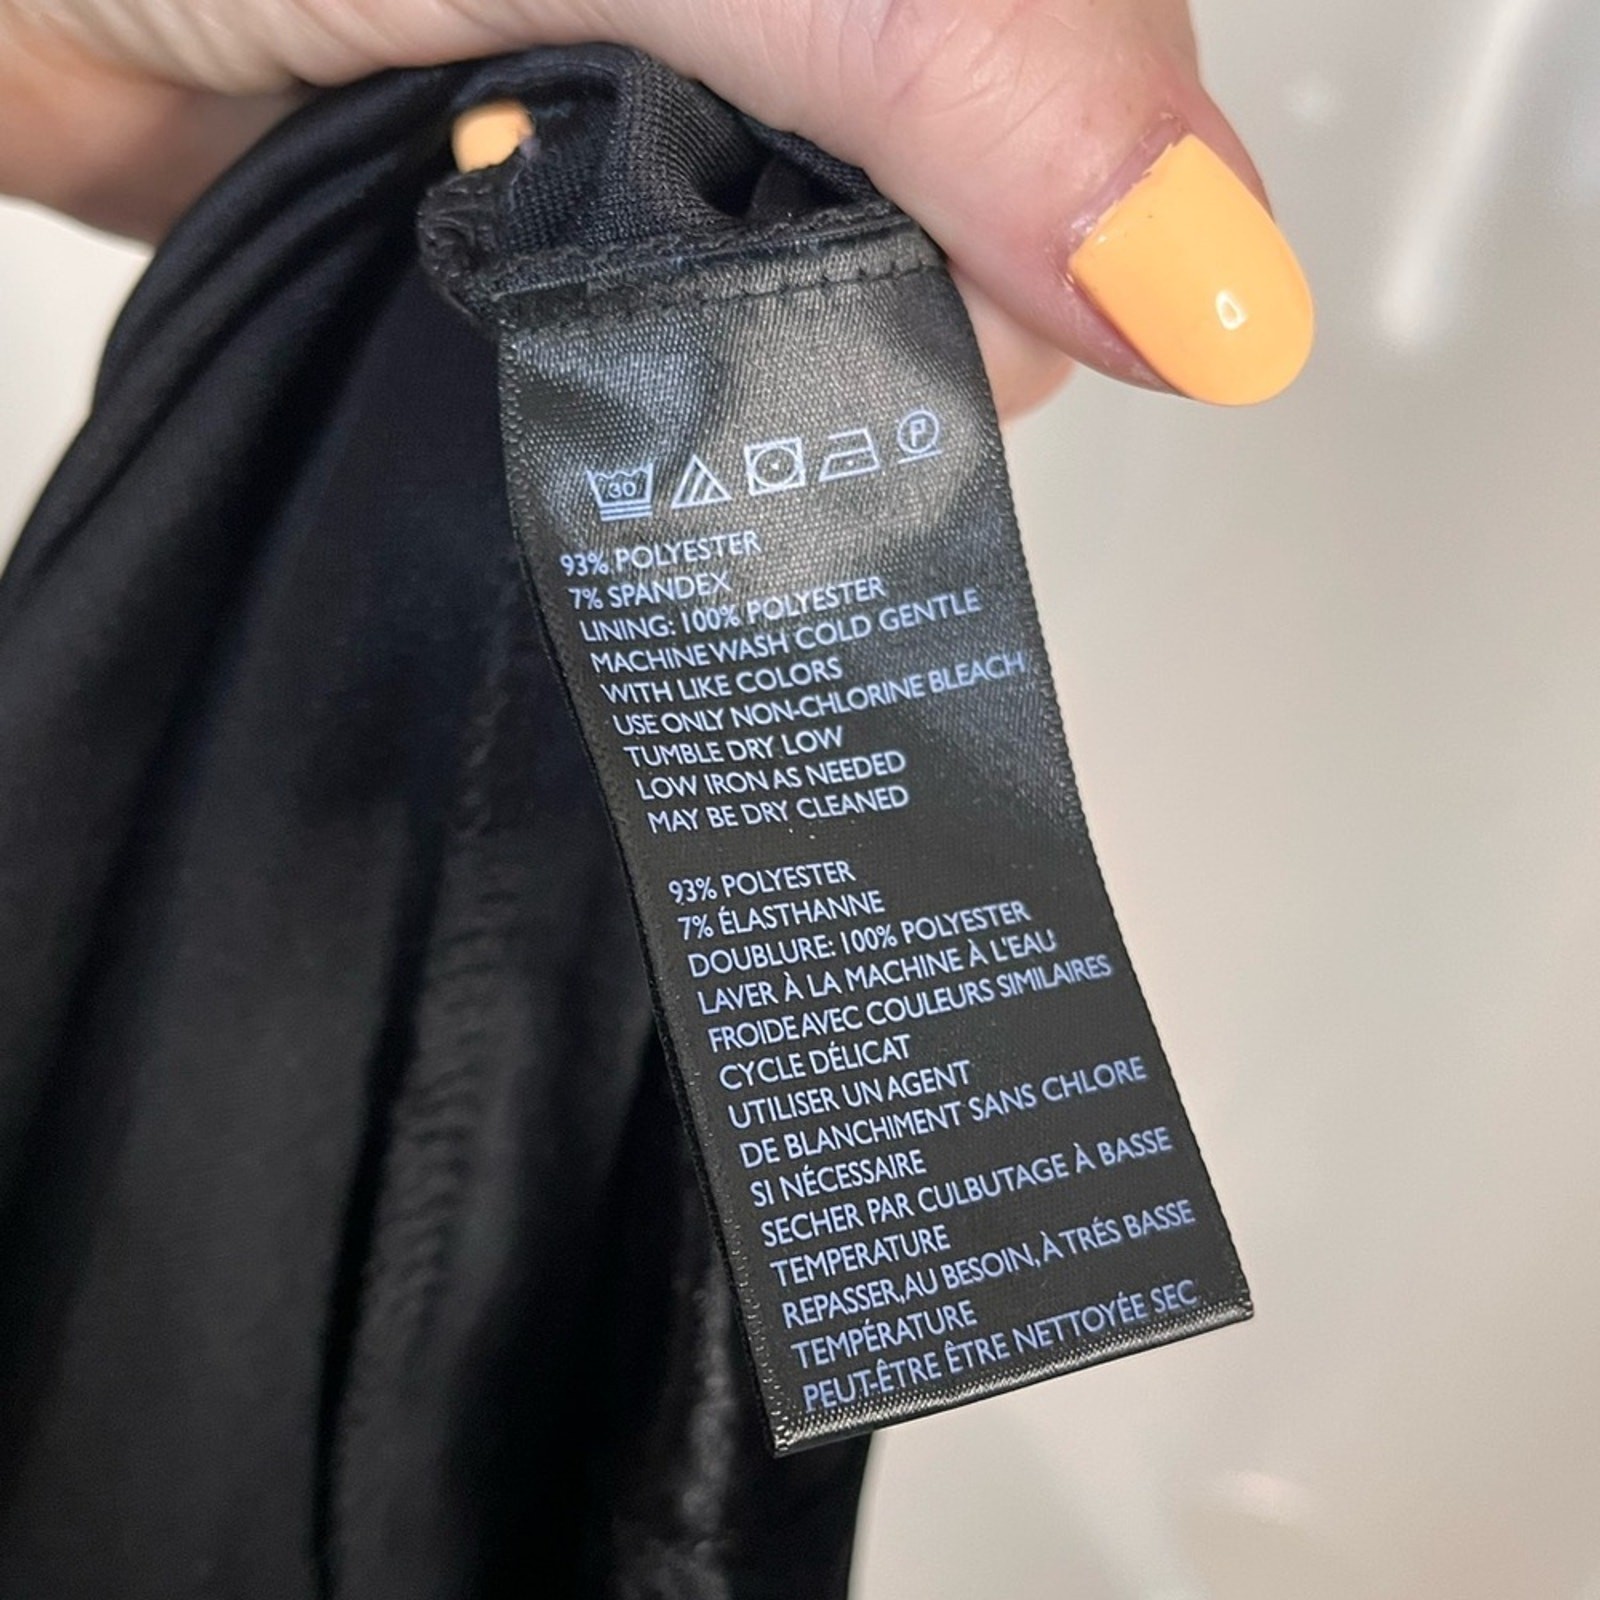 30 P
93% POLYESTER
7% SPANDEX
LINING: 100% POLYESTER
MACHINE WASH COLD GENTLE
WITH LIKE COLORS
USE ONLY NON-CHLORINE BLEACH
TUMBLE DRY LOW
LOW IRON AS NEEDED
MAY BE DRY CLEANED
93% POLYESTER
7% ÉLASTHANNE
DOUBLURE: 100% POLYESTER
LAVER À LA MACHINE À L'EAU
FROIDE AVEC COULEURS SIMILAIRES
CYCLE DÉLICAT
UTILISER UN AGENT
DE BLANCHIMENT SANS CHLORE
SI NÉCESSAIRE
SECHER PAR CULBUTAGE À BASSE
TEMPERATURE
REPASSER, AU BESOIN, À TRÉS BASSE
TEMPÉRATURE
PEUT-ÊTRE ÊTRE NETTOYÉE SEC